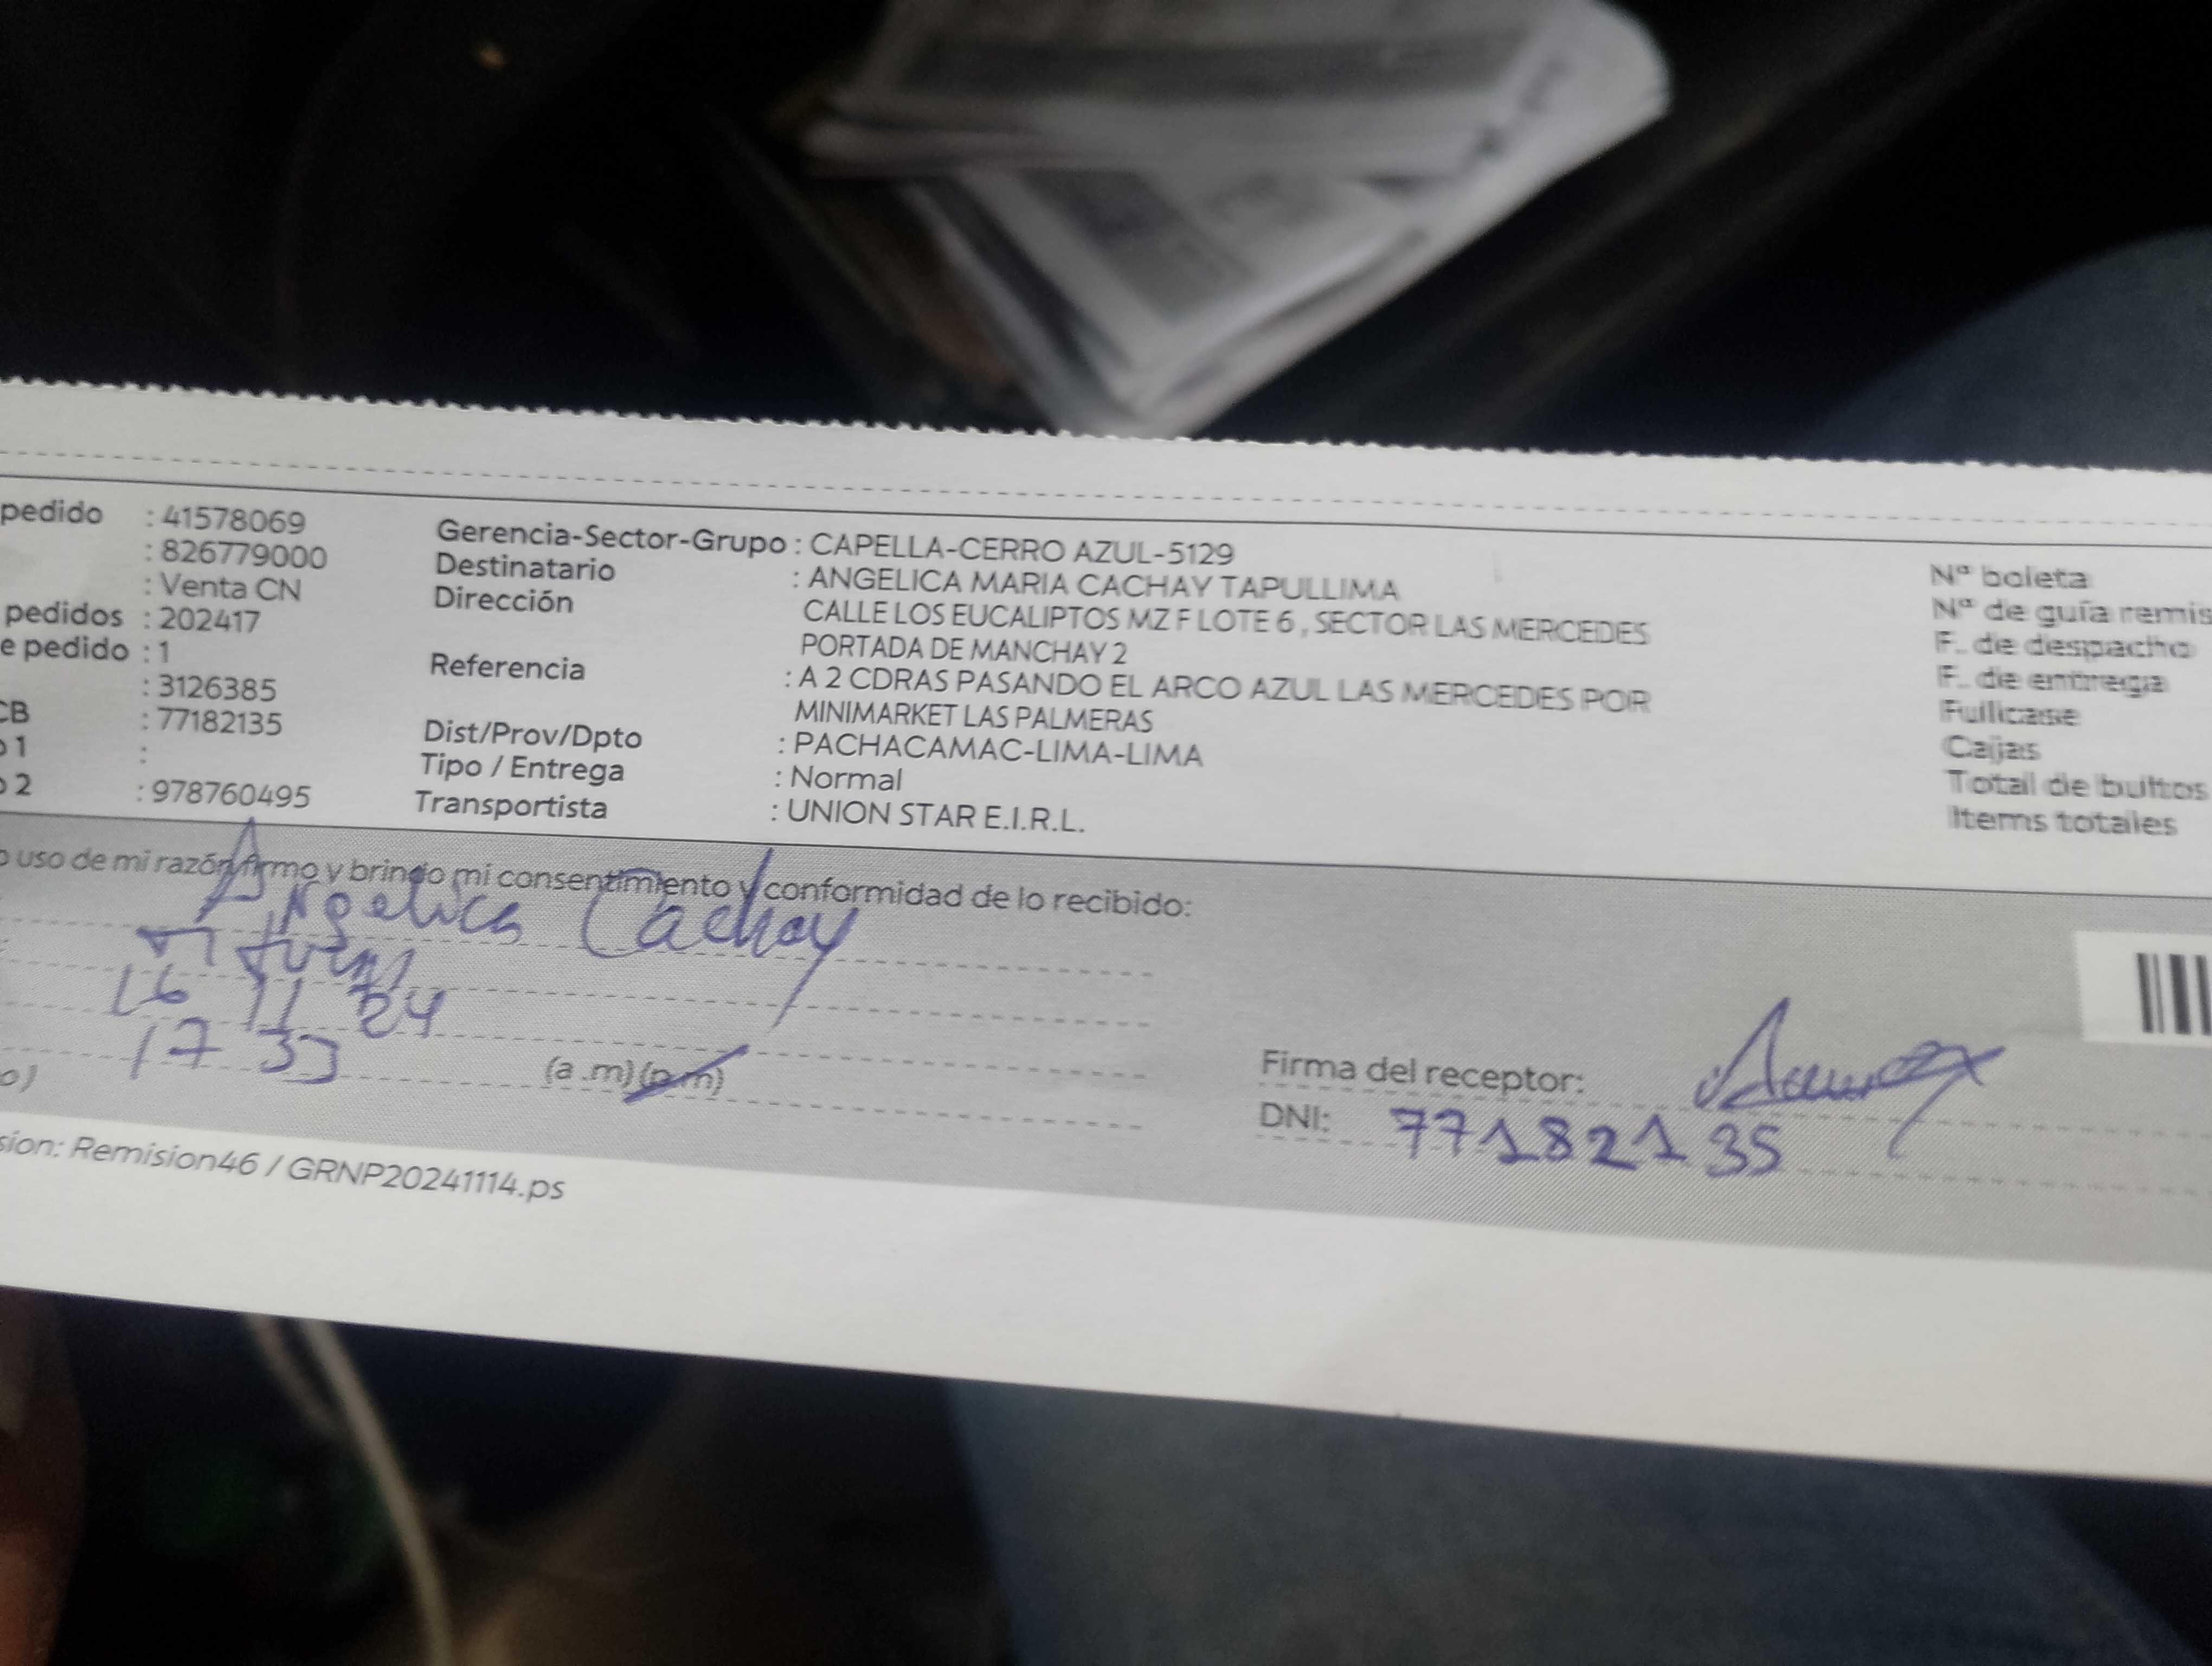 pedido : 41578069
: 826779000
: Venta CN
pedidos : 202417
e pedido : 1
: 3126385
CB : 77182135
o 1 :
o 2 : 978760495
Gerencia-Sector-Grupo : CAPELLA-CERRO AZUL-5129
Destinatario : ANGELICA MARIA CACHAY TAPULLIMA
Dirección CALLE LOS EUCALIPTOS MZ F LOTE 6 , SECTOR LAS MERCEDES
PORTADA DE MANCHAY 2
Referencia : A 2 CDRAS PASANDO EL ARCO AZUL LAS MERCEDES POR
MINIMARKET LAS PALMERAS
Dist/Prov/Dpto : PACHACAMAC-LIMA-LIMA
Tipo / Entrega : Normal
Transportista : UNION STAR E.I.R.L.
Nª boleta
Nª de guía remis
F. de despacho
F. de entrega
Fullcase
Cajas
Total de bultos
Items totales
o uso de mi razón firmo y brindo mi consentimiento y conformidad de lo recibido:
Angelica Cachay
16 11 24
17 33
o) (a .m) (p.m)
Firma del receptor:
DNI: 77182135
sion: Remision46 / GRNP20241114.ps